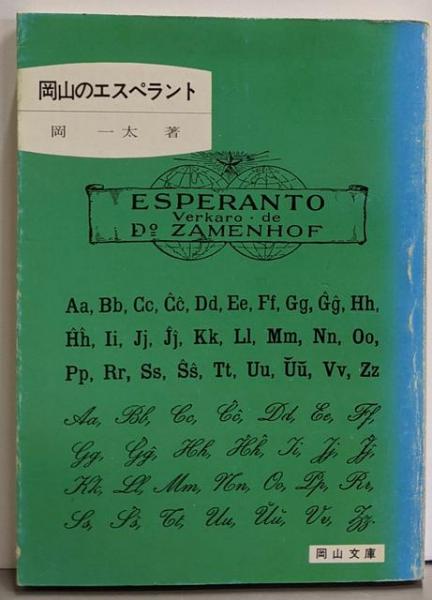 岡山のエスペラント
岡 一太 著
ESPERANTO
Verkaro · de
Dº ZAMENHOF
Aa, Bb, Cc, Ĉĉ, Dd, Ee, Ff, Gg, Ĝĝ, Hh,
Ĥĥ, Ii, Jj, Ĵĵ, Kk, Ll, Mm, Nn, Oo,
Pp, Rr, Ss, Ŝŝ, Tt, Uu, Ŭŭ, Vv, Zz
Aa, Bb, Cc, Ĉĉ, Dd, Ee, Ff,
Gg, Ĝĝ, Hh, Ĥĥ, Ii, Jj, Ĵĵ,
Kk, Ll, Mm, Nn, Oo, Pp, Rr,
Ss, Ŝŝ, Tt, Uu, Ŭŭ, Vv, Zz.
岡山文庫